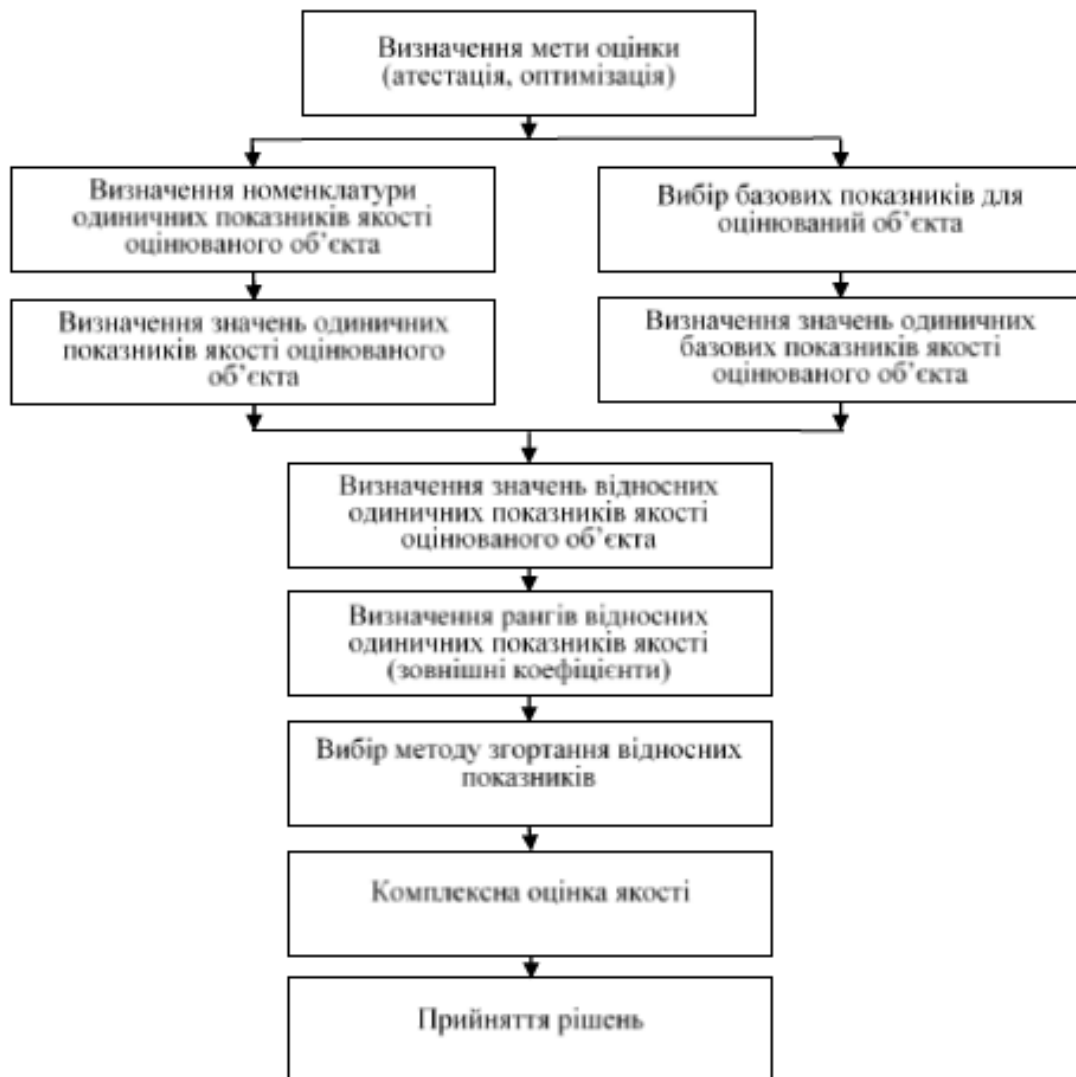 Визначення мети оцінки
(атестація, оптимізація)
Визначення номенклатури
одиничних показників якості
оцінюваного об’єкта
Вибір базових показників для
оцінюваний об’єкта
Визначення значень одиничних
показників якості оцінюваного
об’єкта
Визначення значень одиничних
базових показників якості
оцінюваного об’єкта
Визначення значень відносних
одиничних показників якості
оцінюваного об’єкта
Визначення рангів відносних
одиничних показників якості
(зовнішні коефіцієнти)
Вибір методу згортання відносних
показників
Комплексна оцінка якості
Прийняття рішень